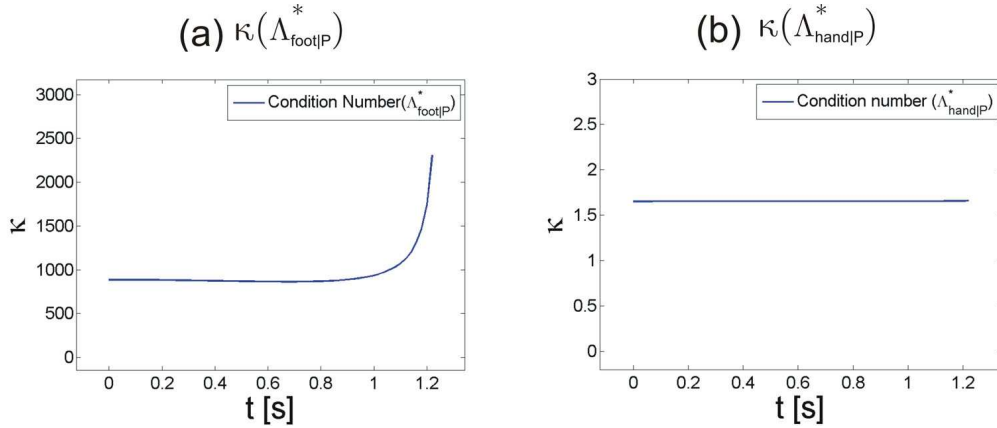 (a) κ(Λ*foot|P)
3000
2500
2000
1500
1000
500
0
κ
Condition Number(Λ*foot|P)
0 0.2 0.4 0.6 0.8 1 1.2
t [s]
(b) κ(Λ*hand|P)
3
2.5
2
1.5
1
0.5
0
κ
Condition number (Λ*hand|P)
0 0.2 0.4 0.6 0.8 1 1.2
t [s]